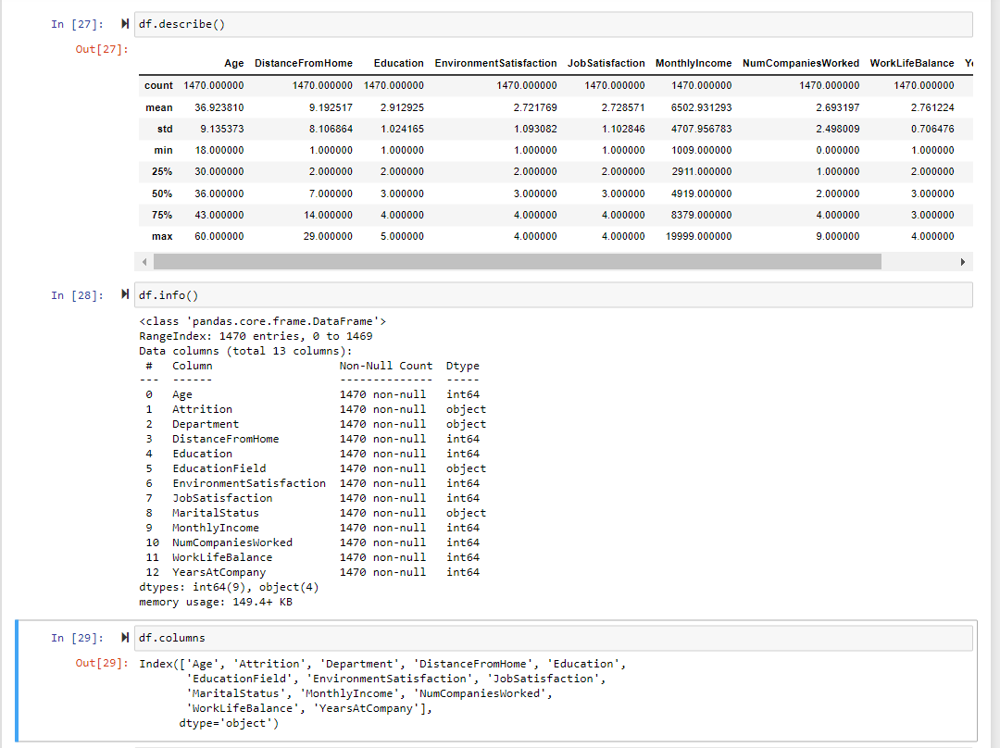 In [27]: df.describe()
Out[27]:
Age DistanceFromHome Education EnvironmentSatisfaction JobSatisfaction MonthlyIncome NumCompaniesWorked WorkLifeBalance
count 1470.000000 1470.000000 1470.000000 1470.000000 1470.000000 1470.000000 1470.000000 1470.000000
mean 36.923810 9.192517 2.912925 2.721769 2.728571 6502.931293 2.693197 2.761224
std 9.135373 8.106864 1.024165 1.093082 1.102846 4707.956783 2.498009 0.706476
min 18.000000 1.000000 1.000000 1.000000 1.000000 1009.000000 0.000000 1.000000
25% 30.000000 2.000000 2.000000 2.000000 2.000000 2911.000000 1.000000 2.000000
50% 36.000000 7.000000 3.000000 3.000000 3.000000 4919.000000 2.000000 3.000000
75% 43.000000 14.000000 4.000000 4.000000 4.000000 8379.000000 4.000000 3.000000
max 60.000000 29.000000 5.000000 4.000000 4.000000 19999.000000 9.000000 4.000000
In [28]: df.info()
<class 'pandas.core.frame.DataFrame'>
RangeIndex: 1470 entries, 0 to 1469
Data columns (total 13 columns):
# Column Non-Null Count Dtype
--- ------ -------------- -----
0 Age 1470 non-null int64
1 Attrition 1470 non-null object
2 Department 1470 non-null object
3 DistanceFromHome 1470 non-null int64
4 Education 1470 non-null int64
5 EducationField 1470 non-null object
6 EnvironmentSatisfaction 1470 non-null int64
7 JobSatisfaction 1470 non-null int64
8 MaritalStatus 1470 non-null object
9 MonthlyIncome 1470 non-null int64
10 NumCompaniesWorked 1470 non-null int64
11 WorkLifeBalance 1470 non-null int64
12 YearsAtCompany 1470 non-null int64
dtypes: int64(9), object(4)
memory usage: 149.4+ KB
In [29]: df.columns
Out[29]: Index(['Age', 'Attrition', 'Department', 'DistanceFromHome', 'Education',
'EducationField', 'EnvironmentSatisfaction', 'JobSatisfaction',
'MaritalStatus', 'MonthlyIncome', 'NumCompaniesWorked',
'WorkLifeBalance', 'YearsAtCompany'],
dtype='object')